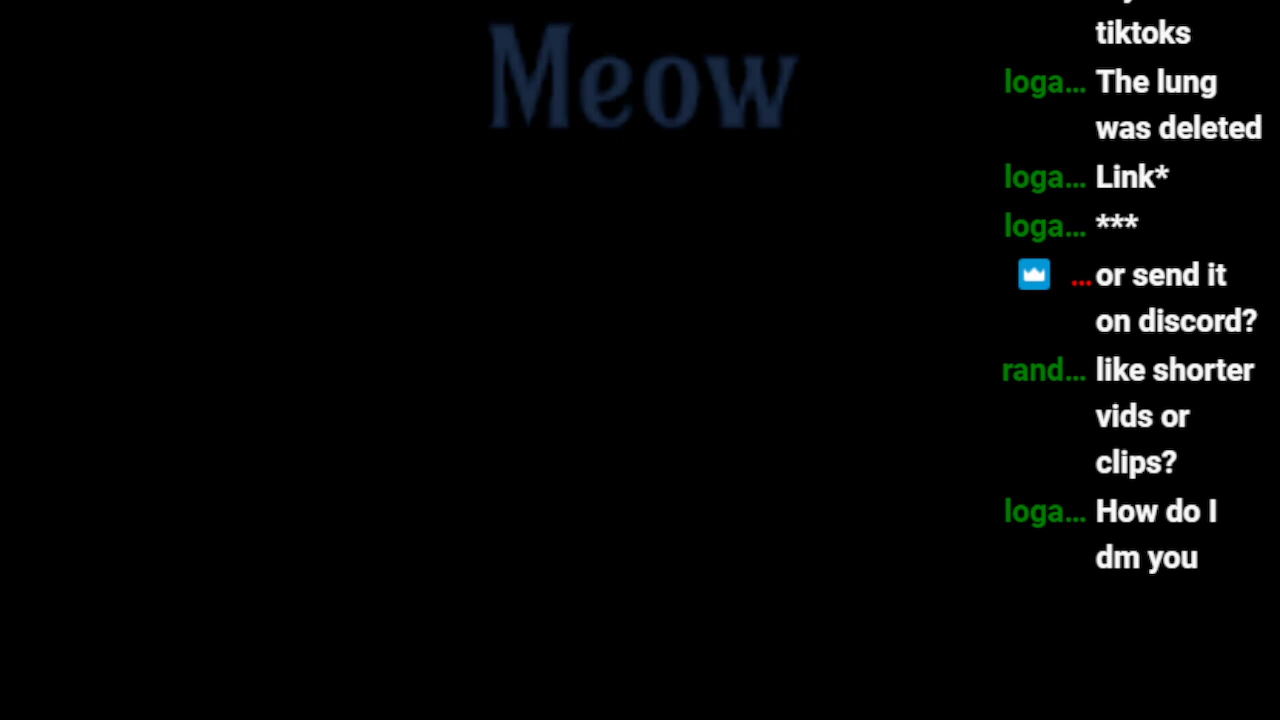 Meow
tiktoks
loga... The lung
was deleted
loga... Link*
loga... ***
... or send it
on discord?
rand... like shorter
vids or
clips?
loga... How do I
dm you